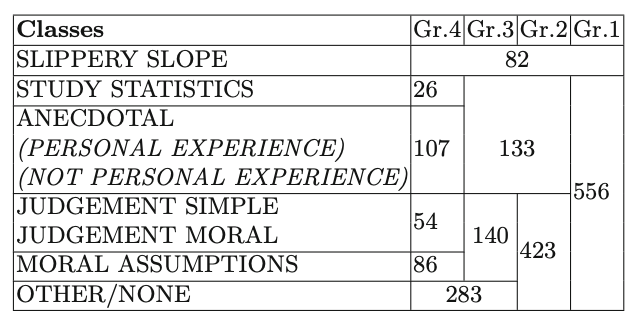 Classes Gr.4 Gr.3 Gr.2 Gr.1
SLIPPERY SLOPE 82
STUDY STATISTICS 26
ANECDOTAL
(PERSONAL EXPERIENCE) 107 133
(NOT PERSONAL EXPERIENCE)
556
JUDGEMENT SIMPLE
54
JUDGEMENT MORAL 140
423
MORAL ASSUMPTIONS 86
OTHER/NONE 283